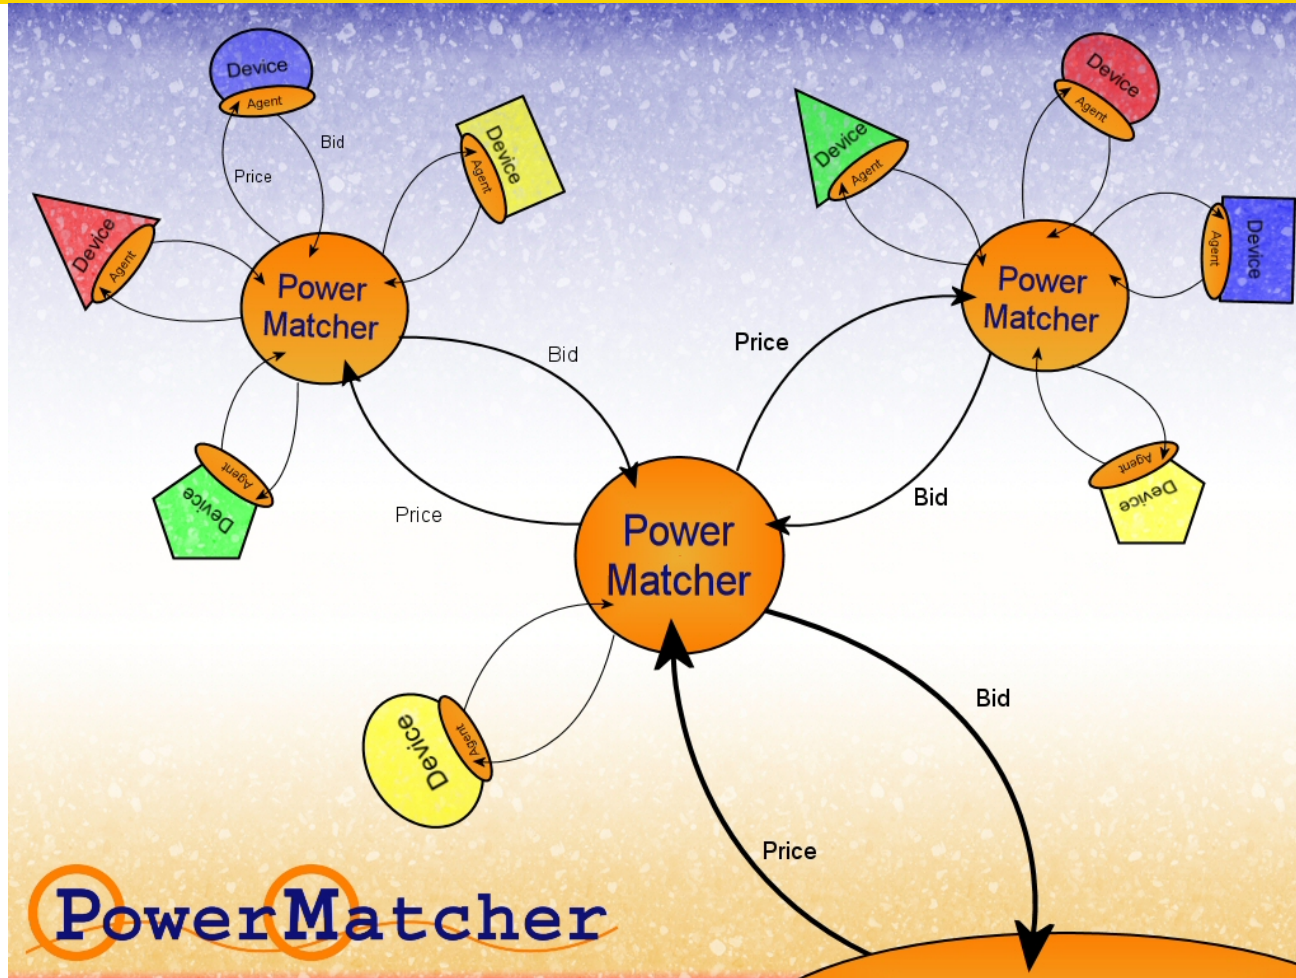 Device
Agent
Bid
Price
Device
Agent
Device
Agent
Power
Matcher
Device
Agent
Bid
Price
Device
Agent
Device
Agent
Device
Agent
Power
Matcher
Device
Agent
Price
Bid
Power
Matcher
Device
Agent
Bid
Price
PowerMatcher